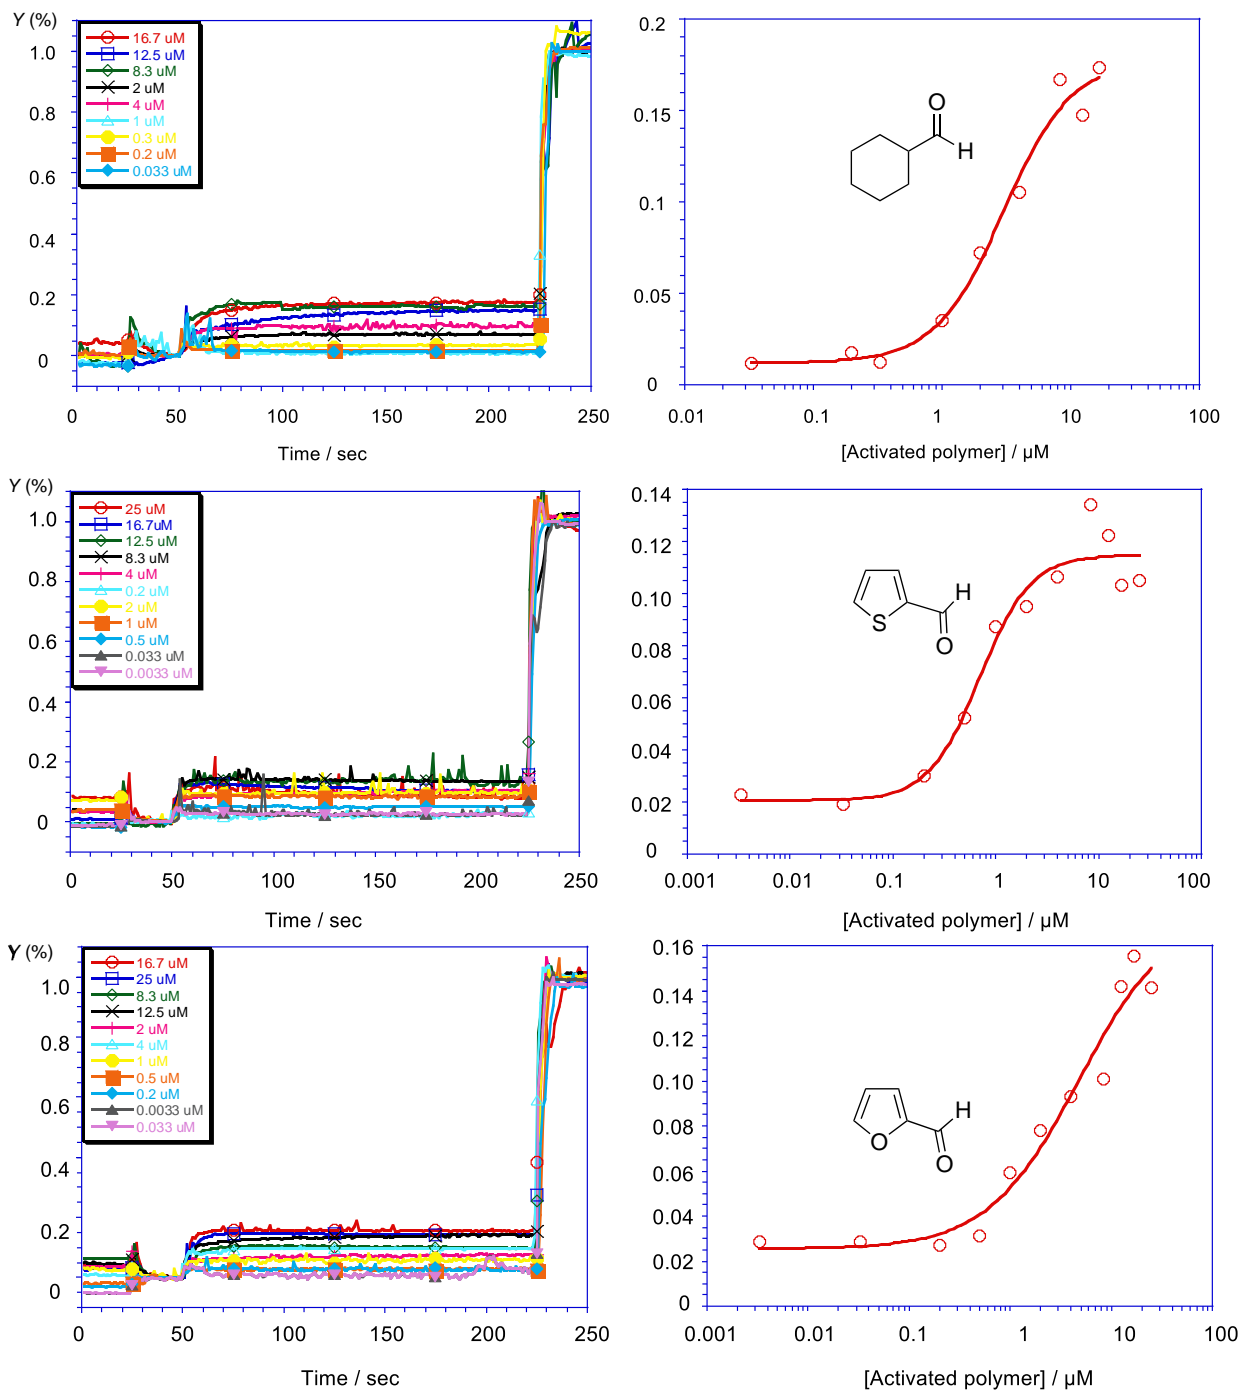 Y (%)
16.7 uM
12.5 uM
8.3 uM
2 uM
4 uM
1 uM
0.3 uM
0.2 uM
0.033 uM
1.0
0.8
0.6
0.4
0.2
0
0 50 100 150 200 250
Time / sec
0.2
0.15
0.1
0.05
0
O
H
0.01 0.1 1 10 100
[Activated polymer] / µM
Y (%)
25 uM
16.7uM
12.5 uM
8.3 uM
4 uM
0.2 uM
2 uM
1 uM
0.5 uM
0.033 uM
0.0033 uM
1.0
0.8
0.6
0.4
0.2
0
0 50 100 150 200 250
Time / sec
0.14
0.12
0.10
0.08
0.06
0.04
0.02
0
H
S
O
0.001 0.01 0.1 1 10 100
[Activated polymer] / µM
Y (%)
16.7 uM
25 uM
8.3 uM
12.5 uM
2 uM
4 uM
1 uM
0.5 uM
0.2 uM
0.0033 uM
0.033 uM
1.0
0.8
0.6
0.4
0.2
0
0 50 100 150 200 250
Time / sec
0.16
0.14
0.12
0.10
0.08
0.06
0.04
0.02
0
H
O
O
0.001 0.1 1 10 100
[Activated polymer] / µM